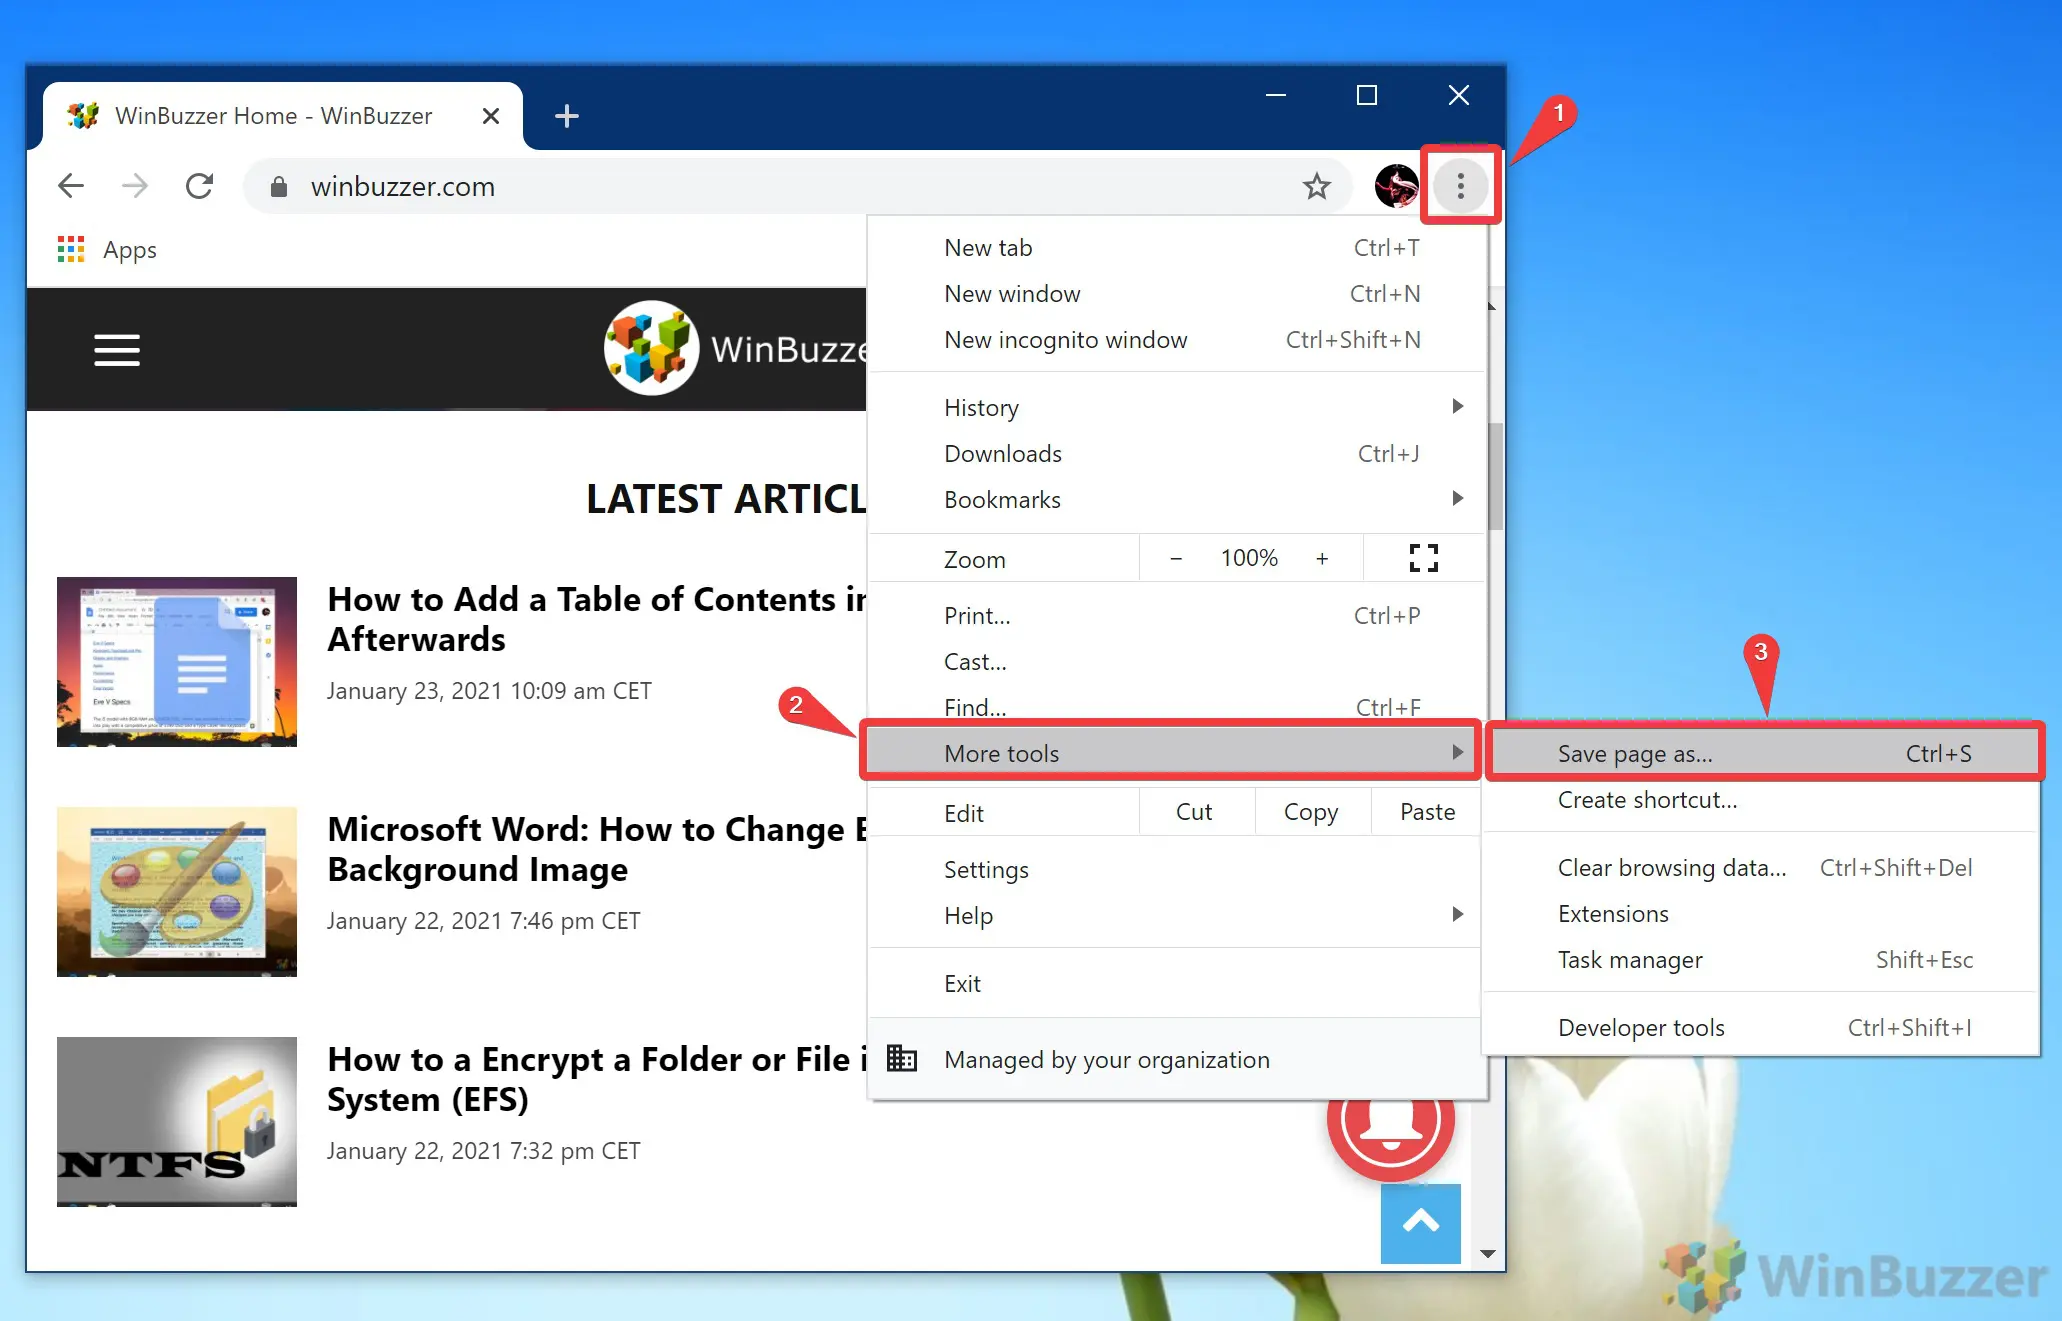 WinBuzzer Home - WinBuzzer
1
winbuzzer.com
Apps
WinBuzze
LATEST ARTICL
How to Add a Table of Contents in
Afterwards
January 23, 2021 10:09 am CET
Microsoft Word: How to Change
Background Image
January 22, 2021 7:46 pm CET
How to a Encrypt a Folder or File i
System (EFS)
January 22, 2021 7:32 pm CET
NTFS
New tab Ctrl+T
New window Ctrl+N
New incognito window Ctrl+Shift+N
History
Downloads Ctrl+J
Bookmarks
Zoom − 100% +
Print... Ctrl+P
Cast...
Find... Ctrl+F
2
More tools
Edit Cut Copy Paste
Settings
Help
Exit
Managed by your organization
3
Save page as... Ctrl+S
Create shortcut...
Clear browsing data... Ctrl+Shift+Del
Extensions
Task manager Shift+Esc
Developer tools Ctrl+Shift+I
WinBuzzer